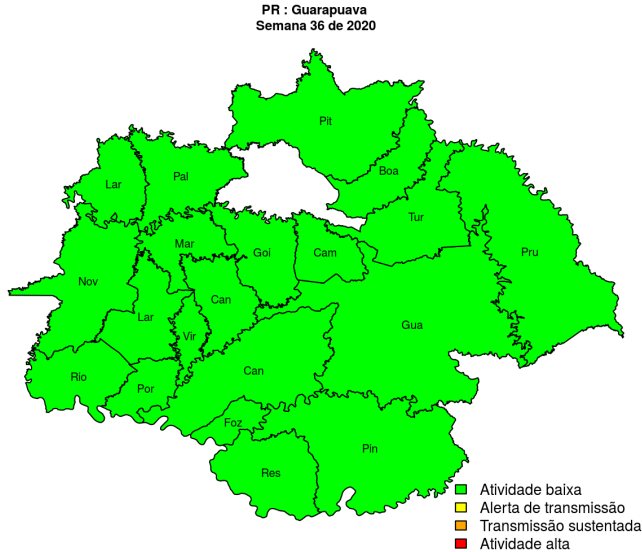 PR : Guarapuava
Semana 36 de 2020
Pit
Boa
Lar
Pal
Tur
Mar
Goi
Cam
Pru
Nov
Can
Lar
Vir
Gua
Can
Rio
Por
Foz
Pin
Res
Atividade baixa
Alerta de transmissão
Transmissão sustentada
Atividade alta